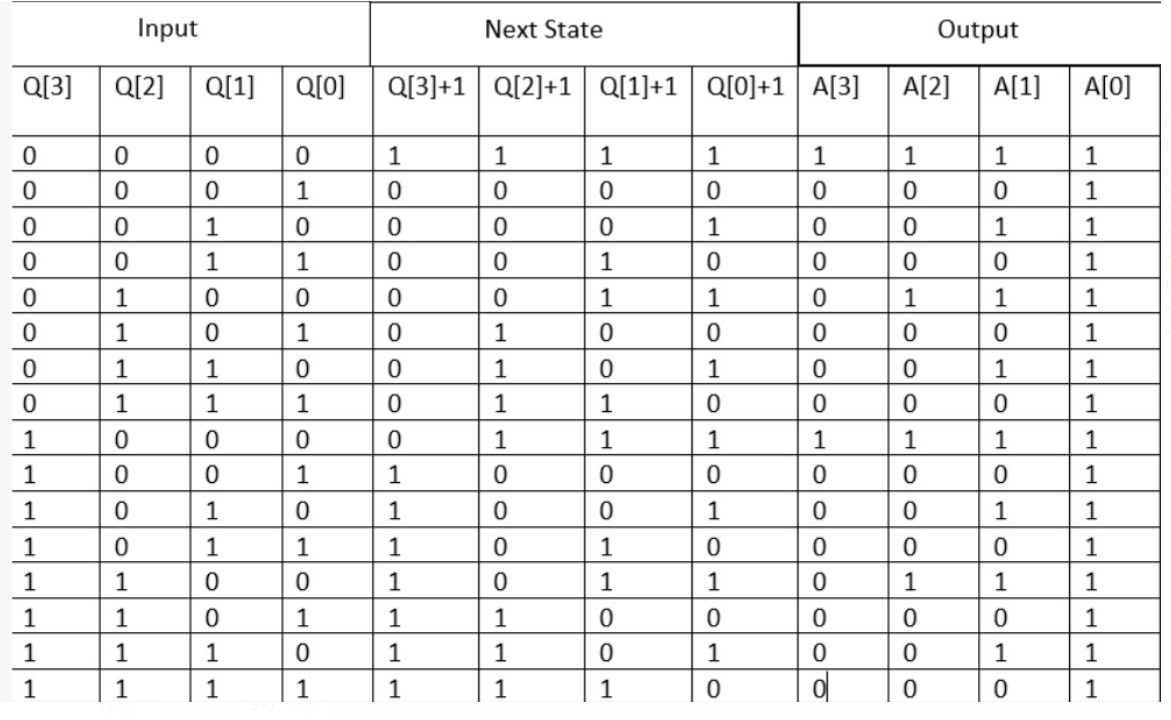 Input Next State Output
Q[3] Q[2] Q[1] Q[0] Q[3]+1 Q[2]+1 Q[1]+1 Q[0]+1 A[3] A[2] A[1] A[0]
0 0 0 0 1 1 1 1 1 1 1 1
0 0 0 1 0 0 0 0 0 0 0 1
0 0 1 0 0 0 0 1 0 0 1 1
0 0 1 1 0 0 1 0 0 0 0 1
0 1 0 0 0 0 1 1 0 1 1 1
0 1 0 1 0 1 0 0 0 0 0 1
0 1 1 0 0 1 0 1 0 0 1 1
0 1 1 1 0 1 1 0 0 0 0 1
1 0 0 0 0 1 1 1 1 1 1 1
1 0 0 1 1 0 0 0 0 0 0 1
1 0 1 0 1 0 0 1 0 0 1 1
1 0 1 1 1 0 1 0 0 0 0 1
1 1 0 0 1 0 1 1 0 1 1 1
1 1 0 1 1 1 0 0 0 0 0 1
1 1 1 0 1 1 0 1 0 0 1 1
1 1 1 1 1 1 1 0 0 0 0 1